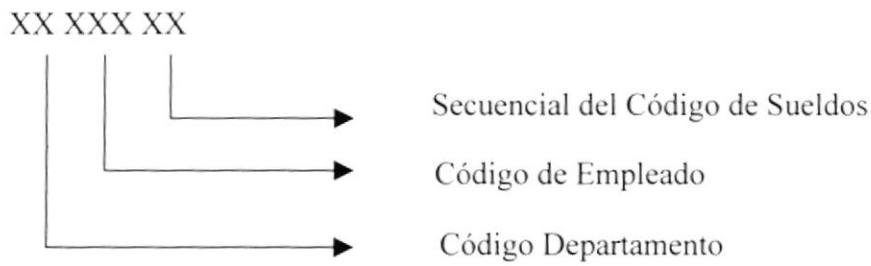 XX XXX XX
Secuencial del Código de Sueldos
Código de Empleado
Código Departamento